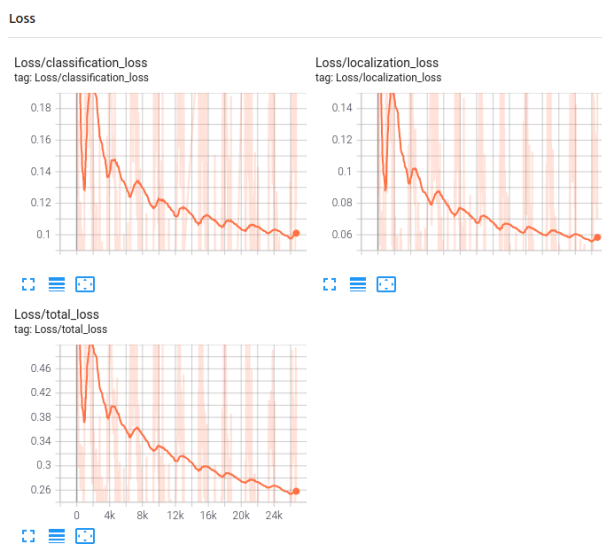 Loss
Loss/classification_loss
tag: Loss/classification_loss
0.18
0.16
0.14
0.12
0.1
Loss/localization_loss
tag: Loss/localization_loss
0.14
0.12
0.1
0.08
0.06
Loss/total_loss
tag: Loss/total_loss
0.46
0.42
0.38
0.34
0.3
0.26
0 4k 8k 12k 16k 20k 24k